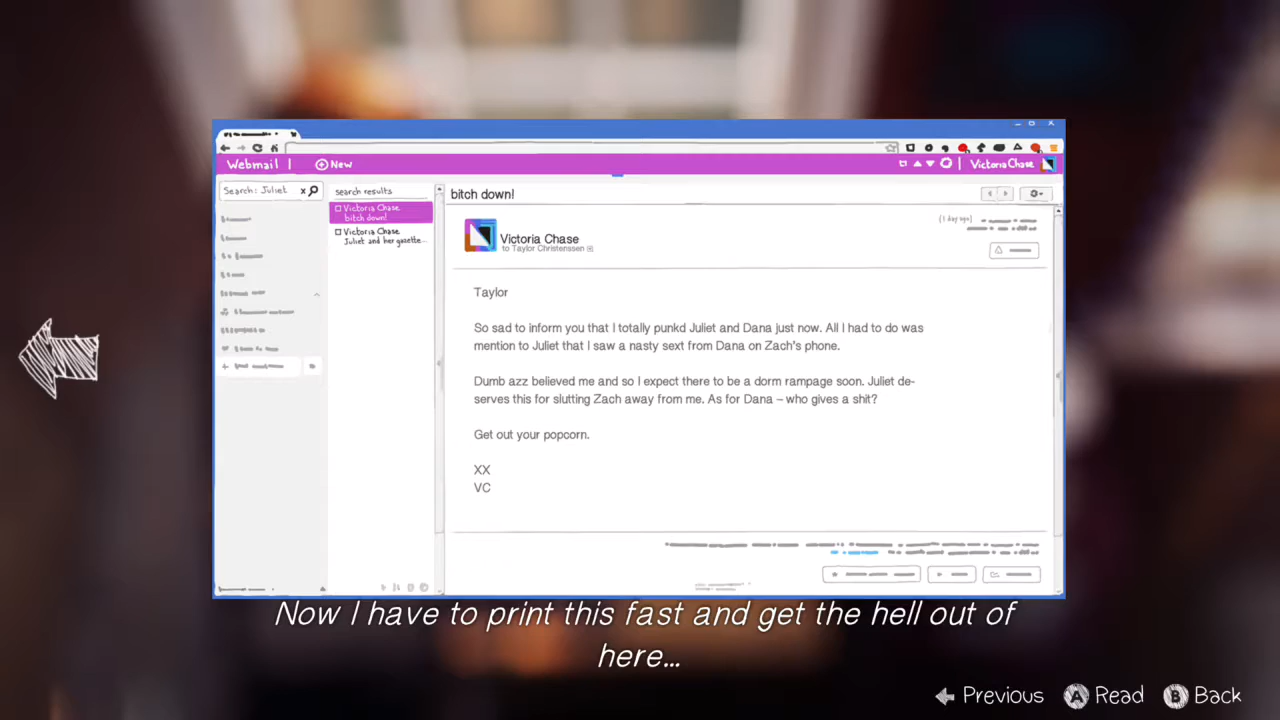 Webmail
New
Victoria Chase
Search: Juliet x
search results
Victoria Chase
bitch down!
Victoria Chase
Juliet and her gazette...
bitch down!
Victoria Chase
to Taylor Christenssen
(1 day ago)
Taylor
So sad to inform you that I totally punkd Juliet and Dana just now. All I had to do was
mention to Juliet that I saw a nasty sext from Dana on Zach's phone.
Dumb azz believed me and so I expect there to be a dorm rampage soon. Juliet de-
serves this for slutting Zach away from me. As for Dana – who gives a shit?
Get out your popcorn.
XX
VC
Now I have to print this fast and get the hell out of
here...
Previous A Read B Back